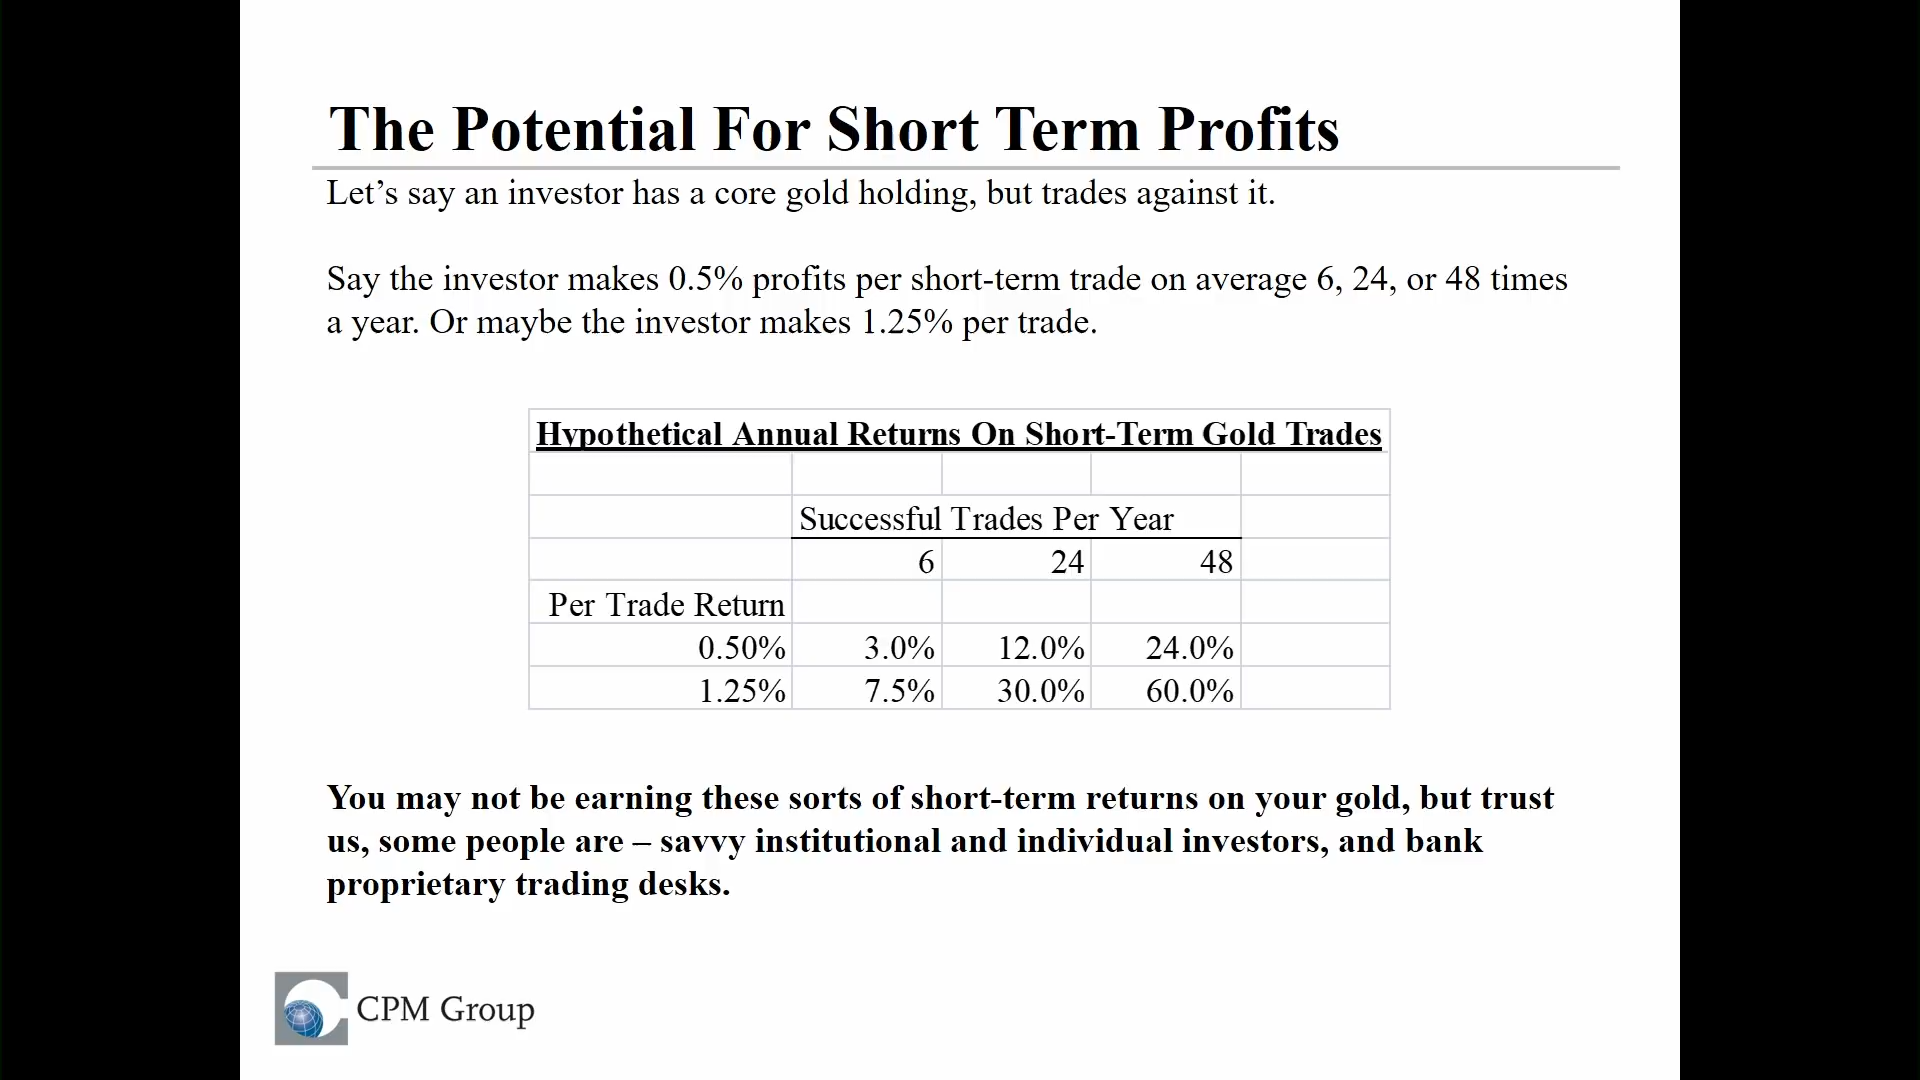 The Potential For Short Term Profits
Let’s say an investor has a core gold holding, but trades against it.
Say the investor makes 0.5% profits per short-term trade on average 6, 24, or 48 times
a year. Or maybe the investor makes 1.25% per trade.
Hypothetical Annual Returns On Short-Term Gold Trades
Successful Trades Per Year
6 24 48
Per Trade Return
0.50% 3.0% 12.0% 24.0%
1.25% 7.5% 30.0% 60.0%
You may not be earning these sorts of short-term returns on your gold, but trust
us, some people are – savvy institutional and individual investors, and bank
proprietary trading desks.
CPM Group